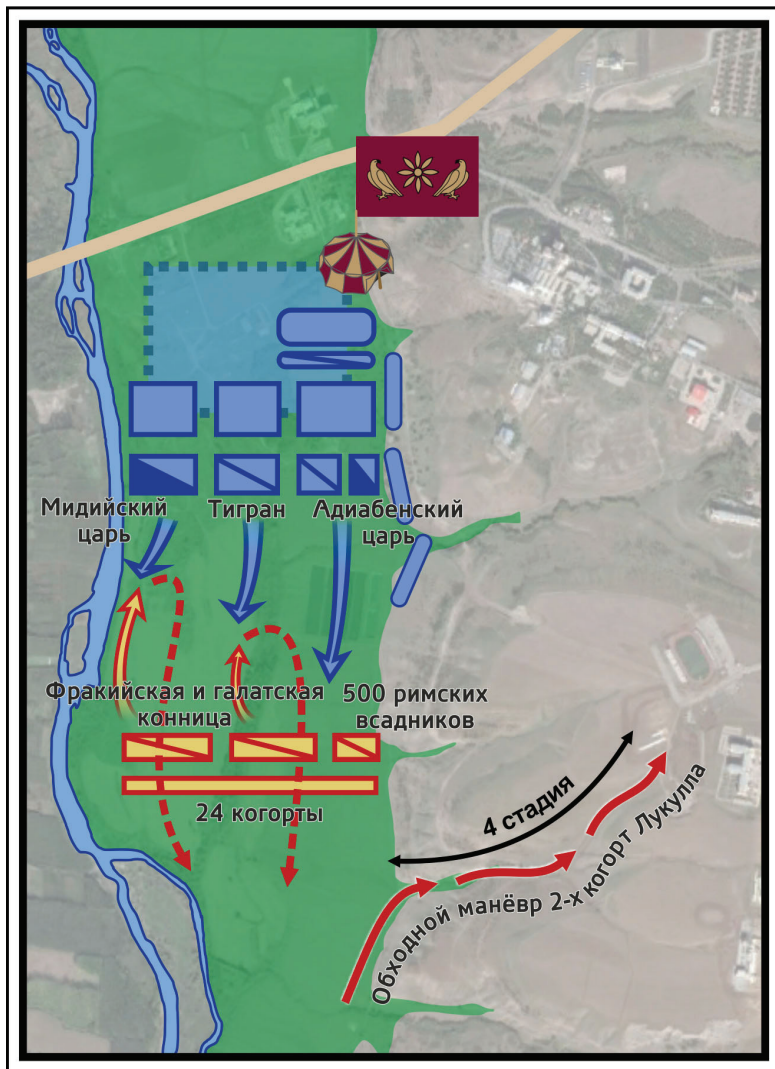 Мидийский
царь
Тигран
Адиабенский
царь
Фракийская и галатская
конница
500 римских
всадников
24 когорты
4 стадия
Обходной манёвр 2-х когорт Лукулла